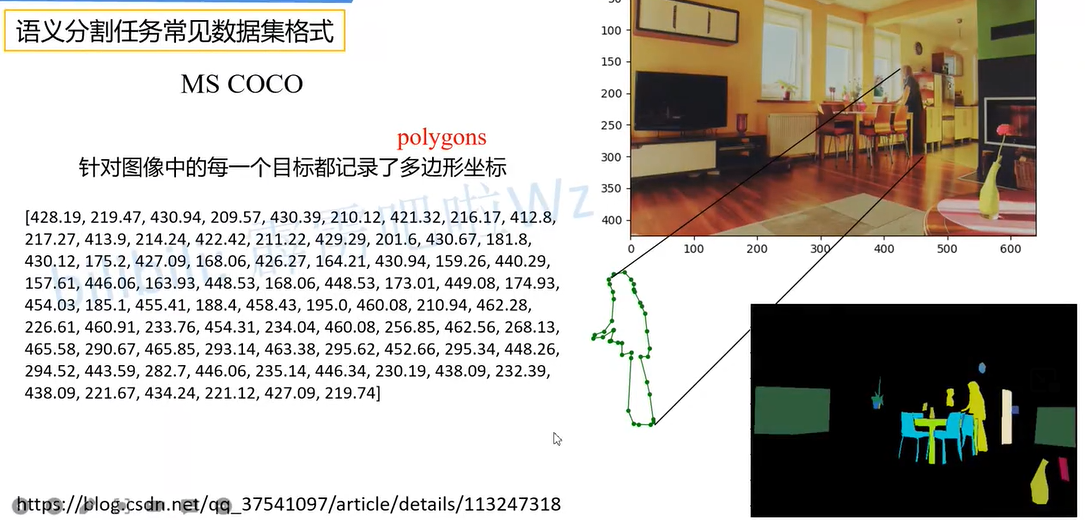 语义分割任务常见数据集格式
MS COCO
polygons
针对图像中的每一个目标都记录了多边形坐标
[428.19, 219.47, 430.94, 209.57, 430.39, 210.12, 421.32, 216.17, 412.8,
217.27, 413.9, 214.24, 422.42, 211.22, 429.29, 201.6, 430.67, 181.8,
430.12, 175.2, 427.09, 168.06, 426.27, 164.21, 430.94, 159.26, 440.29,
157.61, 446.06, 163.93, 448.53, 168.06, 448.53, 173.01, 449.08, 174.93,
454.03, 185.1, 455.41, 188.4, 458.43, 195.0, 460.08, 210.94, 462.28,
226.61, 460.91, 233.76, 454.31, 234.04, 460.08, 256.85, 462.56, 268.13,
465.58, 290.67, 465.85, 293.14, 463.38, 295.62, 452.66, 295.34, 448.26,
294.52, 443.59, 282.7, 446.06, 235.14, 446.34, 230.19, 438.09, 232.39,
438.09, 221.67, 434.24, 221.12, 427.09, 219.74]
https://blog.csdn.net/qq_37541097/article/details/113247318
bilibili: 霹雳吧啦Wz
50
100
150
200
250
300
350
400
0
100
200
300
400
500
600